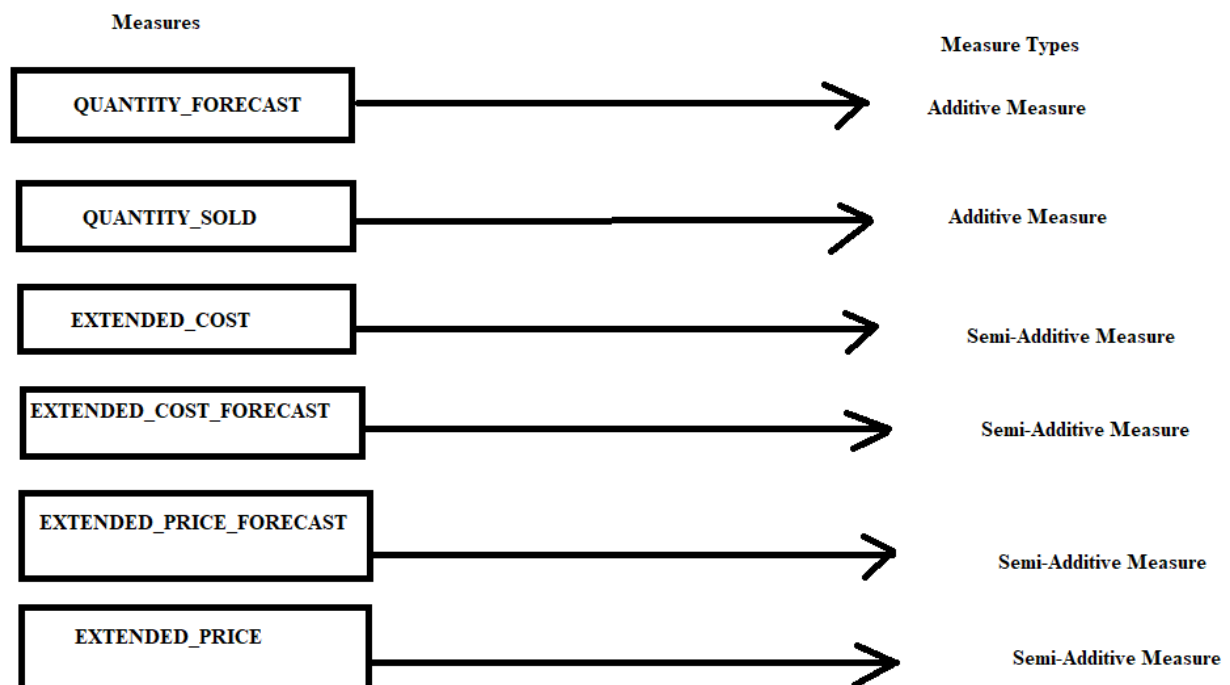 Measures
Measure Types
QUANTITY_FORECAST
Additive Measure
QUANTITY_SOLD
Additive Measure
EXTENDED_COST
Semi-Additive Measure
EXTENDED_COST_FORECAST
Semi-Additive Measure
EXTENDED_PRICE_FORECAST
Semi-Additive Measure
EXTENDED_PRICE
Semi-Additive Measure